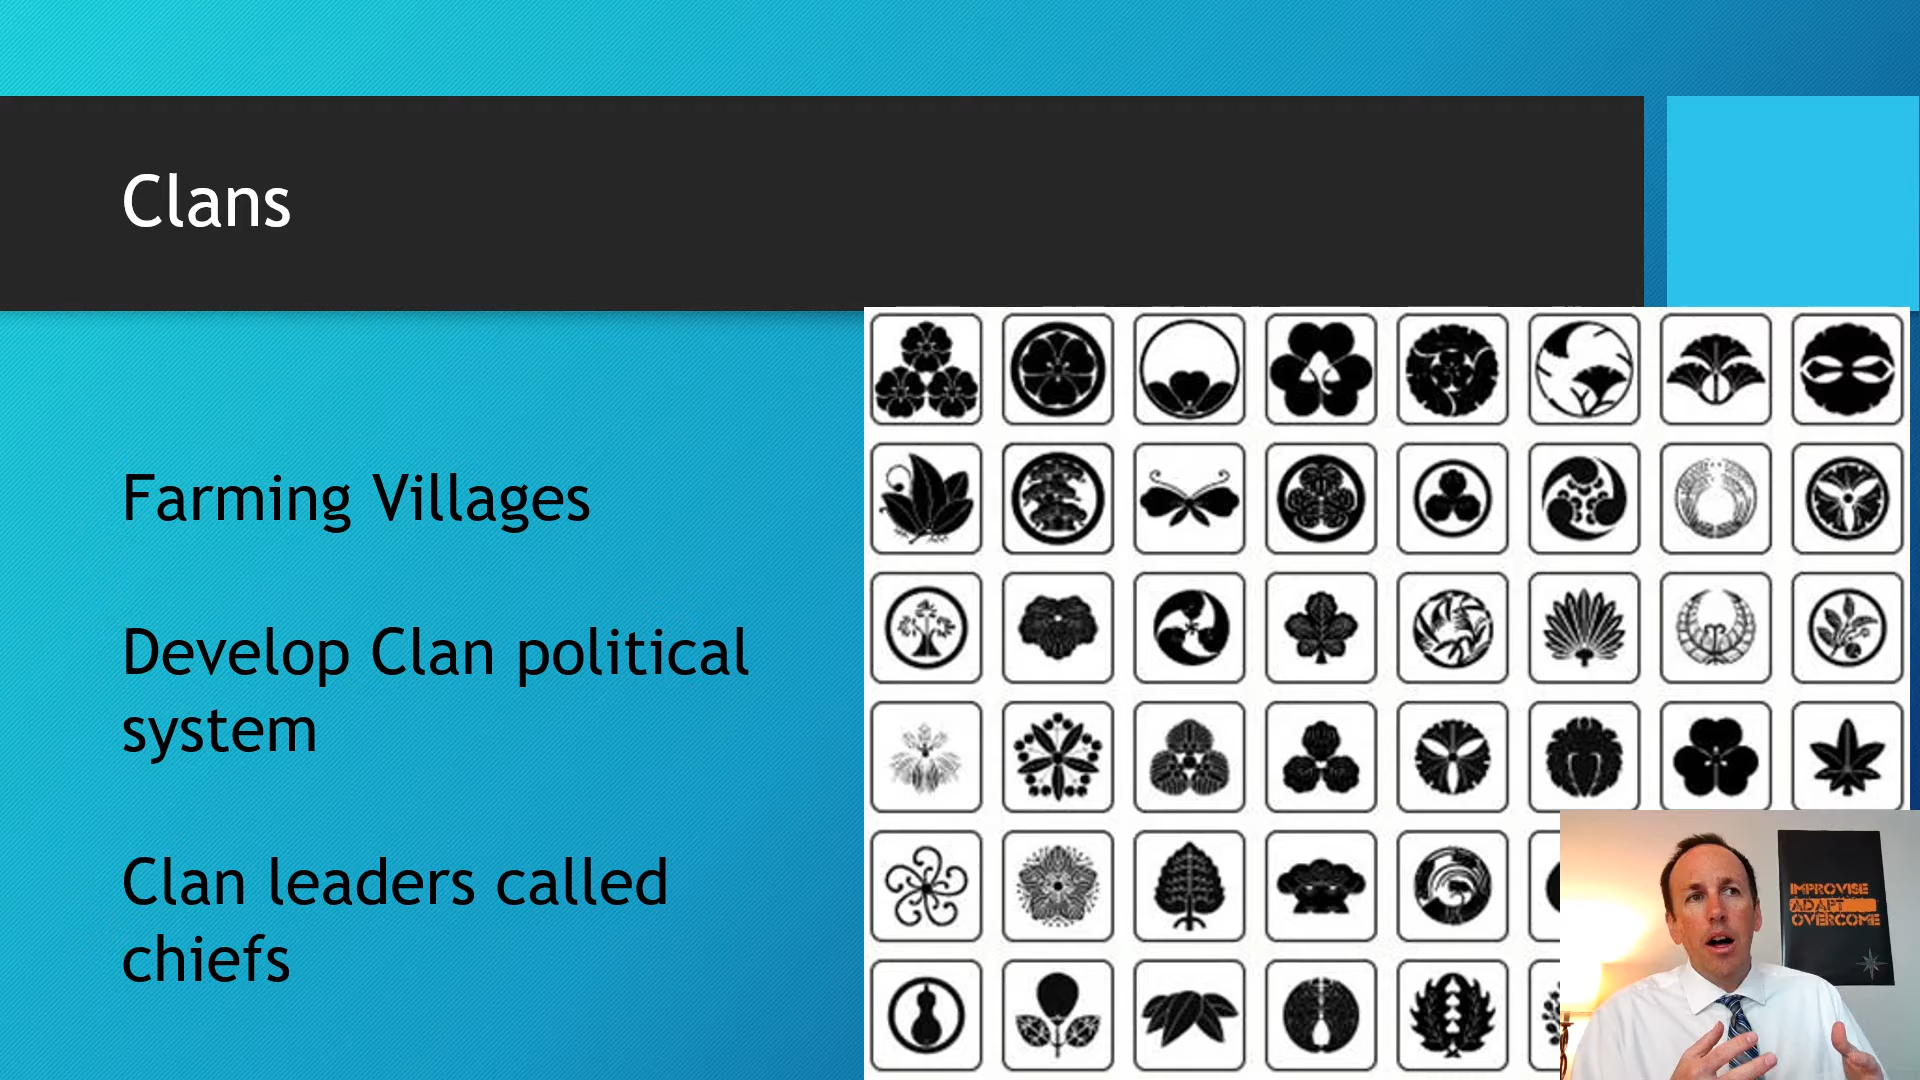 Clans
Farming Villages
Develop Clan political
system
Clan leaders called
chiefs
IMPROVISE
ADAPT
OVERCOME